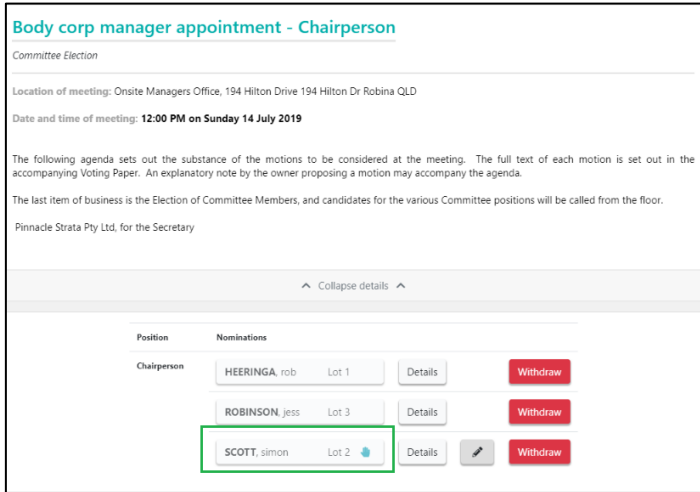 Body corp manager appointment - Chairperson
Committee Election
Location of meeting: Onsite Managers Office, 194 Hilton Drive 194 Hilton Dr Robina QLD
Date and time of meeting: 12:00 PM on Sunday 14 July 2019
The following agenda sets out the substance of the motions to be considered at the meeting. The full text of each motion is set out in the
accompanying Voting Paper. An explanatory note by the owner proposing a motion may accompany the agenda.
The last item of business is the Election of Committee Members, and candidates for the various Committee positions will be called from the floor.
Pinnacle Strata Pty Ltd, for the Secretary
Collapse details
Position Nominations
Chairperson HEERINGA, rob Lot 1 Details Withdraw
ROBINSON, jess Lot 3 Details Withdraw
SCOTT, simon Lot 2 Details Withdraw